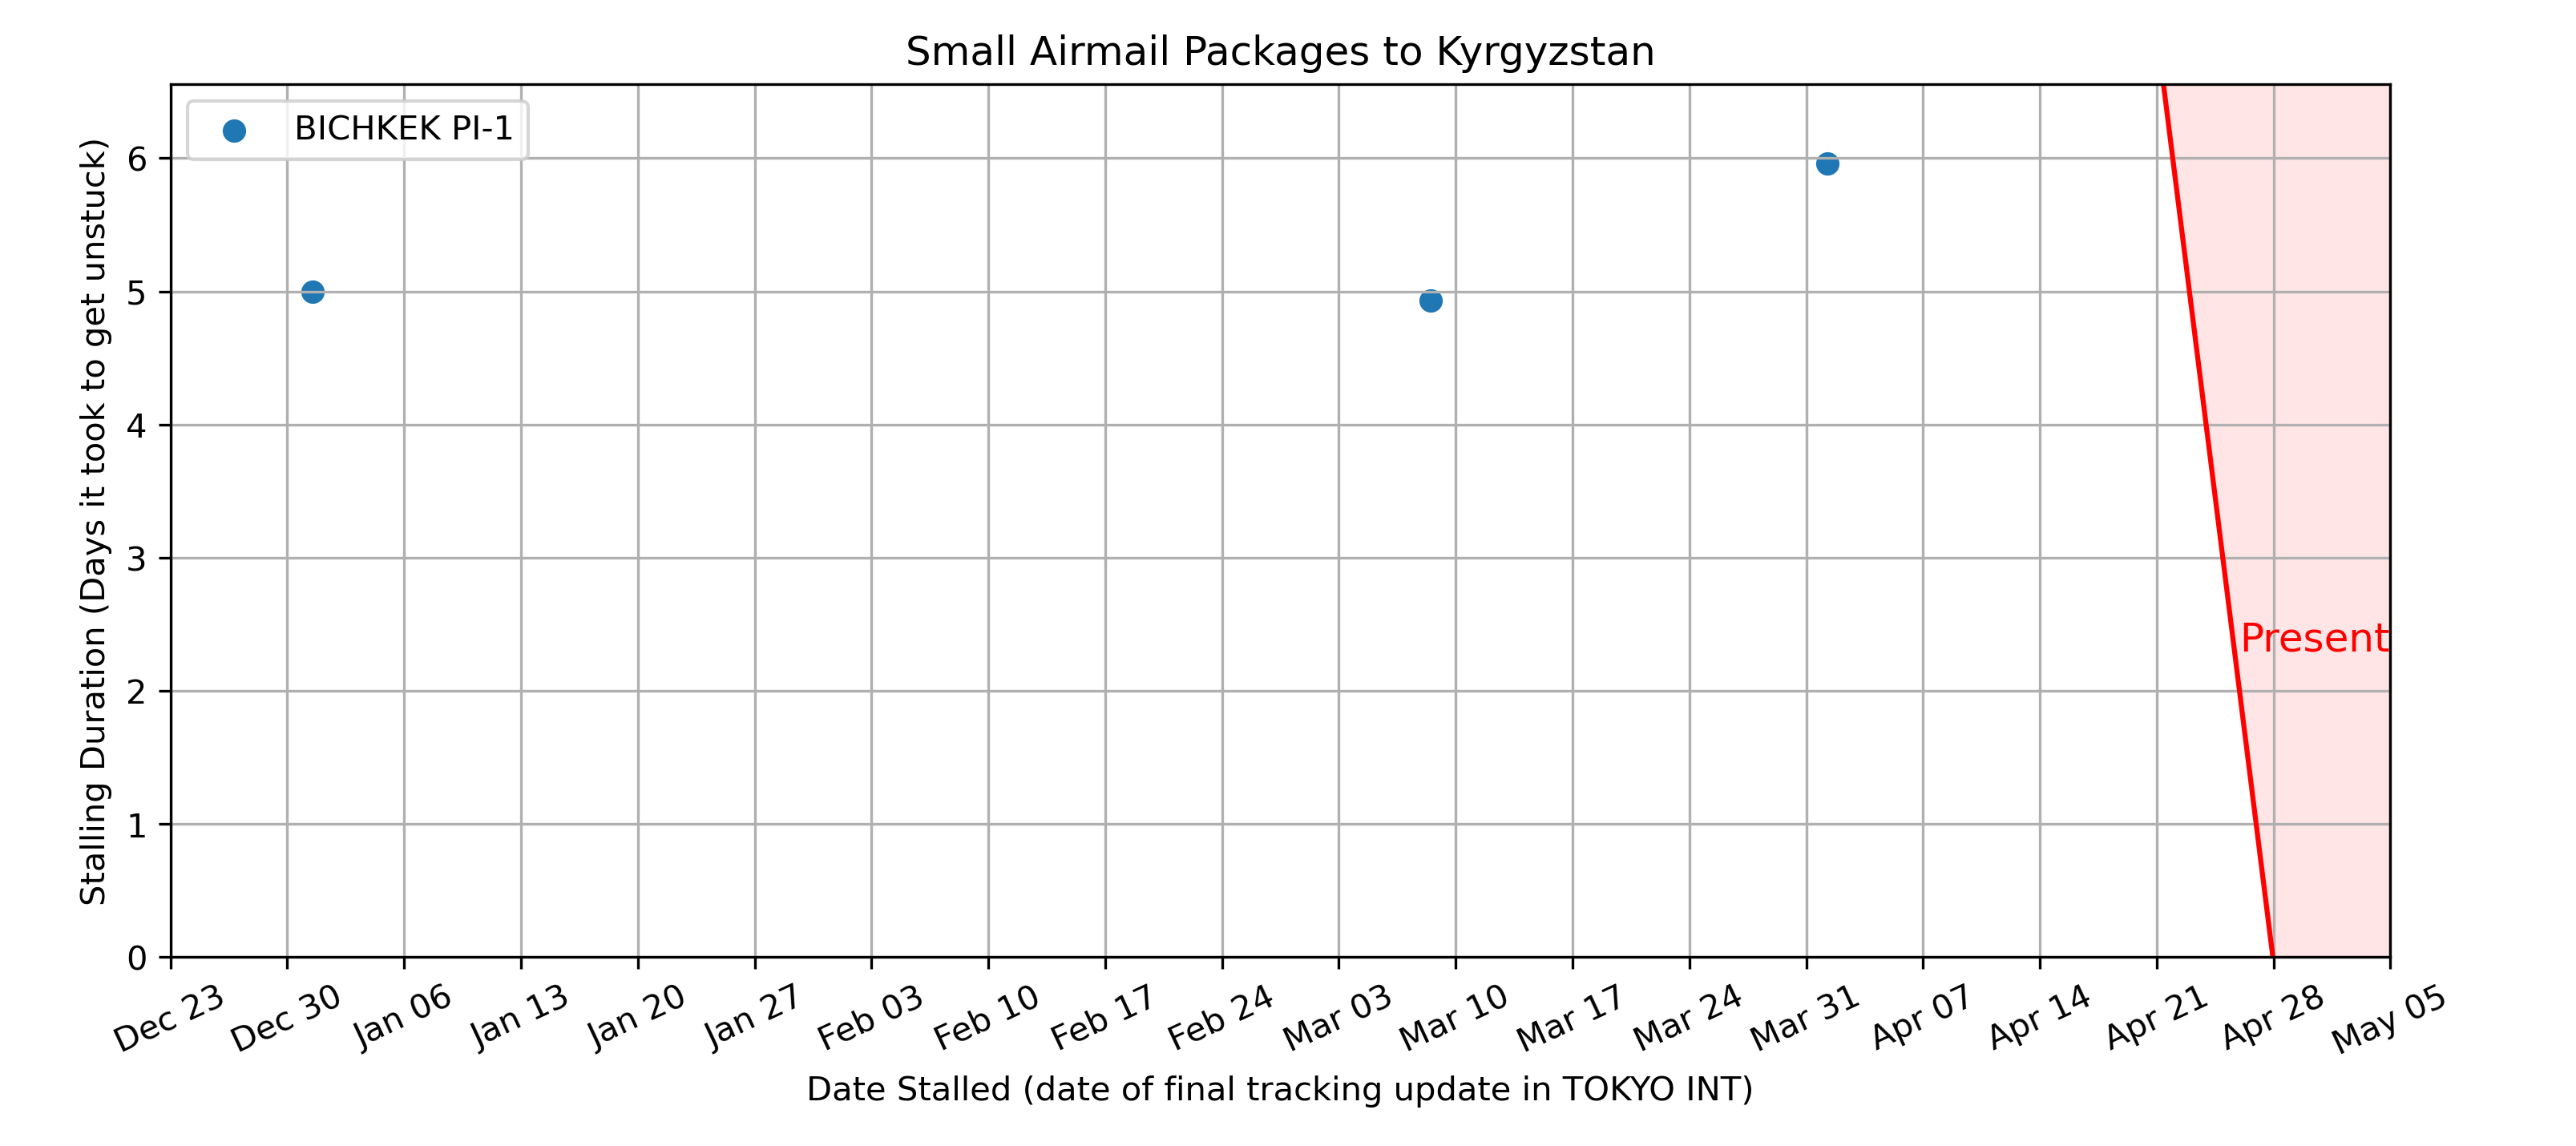 Small Airmail Packages to Kyrgyzstan
BICHKEK PI-1
Stalling Duration (Days it took to get unstuck)
6
5
4
3
2
1
0
Present
Dec 23
Dec 30
Jan 06
Jan 13
Jan 20
Jan 27
Feb 03
Feb 10
Feb 17
Feb 24
Mar 03
Mar 10
Mar 17
Mar 24
Mar 31
Apr 07
Apr 14
Apr 21
Apr 28
May 05
Date Stalled (date of final tracking update in TOKYO INT)